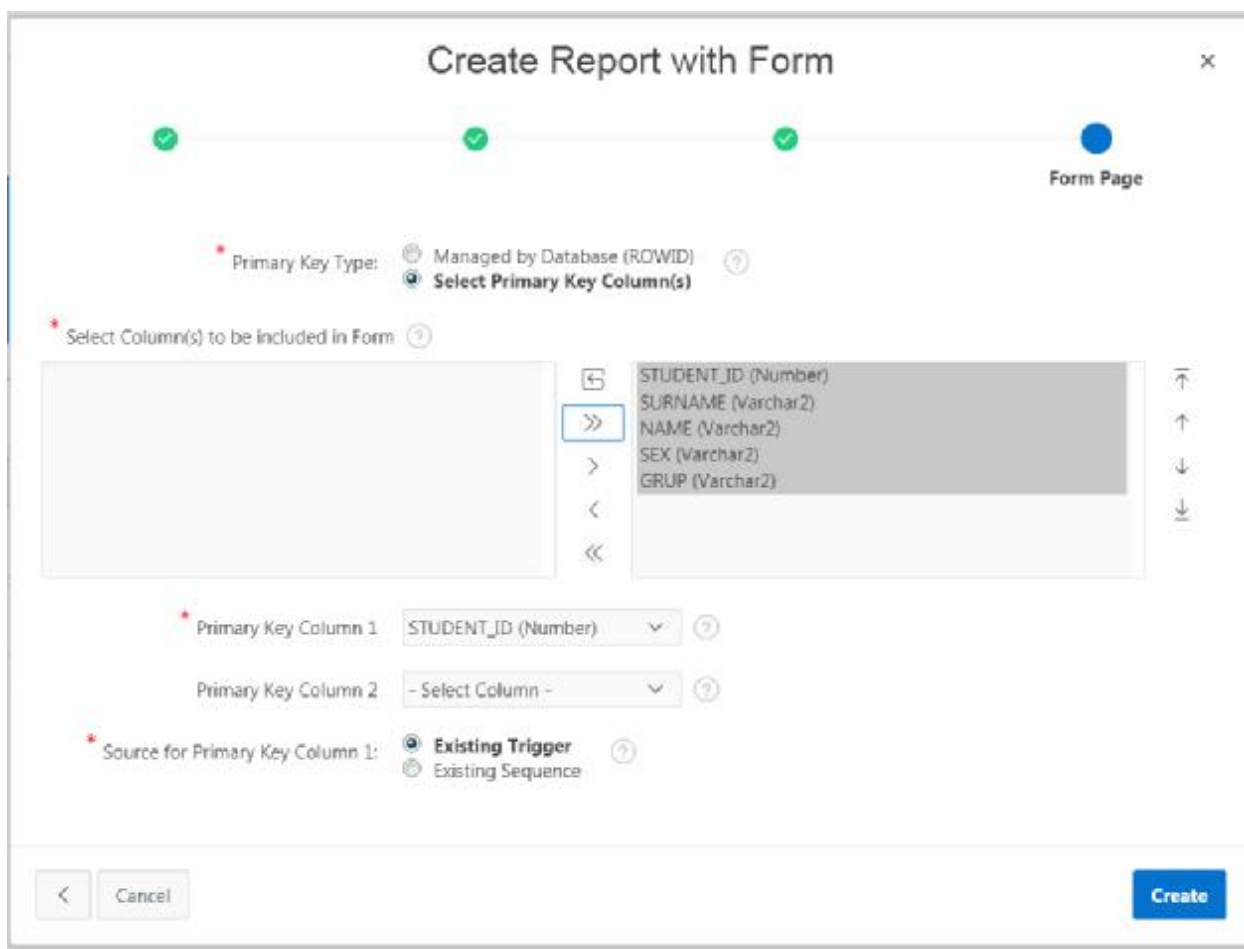 Create Report with Form
×
Form Page
* Primary Key Type:
Managed by Database (ROWID)
?
Select Primary Key Column(s)
* Select Column(s) to be included in Form ?
STUDENT_ID (Number)
SURNAME (Varchar2)
NAME (Varchar2)
SEX (Varchar2)
GRUP (Varchar2)
* Primary Key Column 1 STUDENT_ID (Number) ?
Primary Key Column 2 - Select Column - ?
* Source for Primary Key Column 1:
Existing Trigger
?
Existing Sequence
Cancel
Create